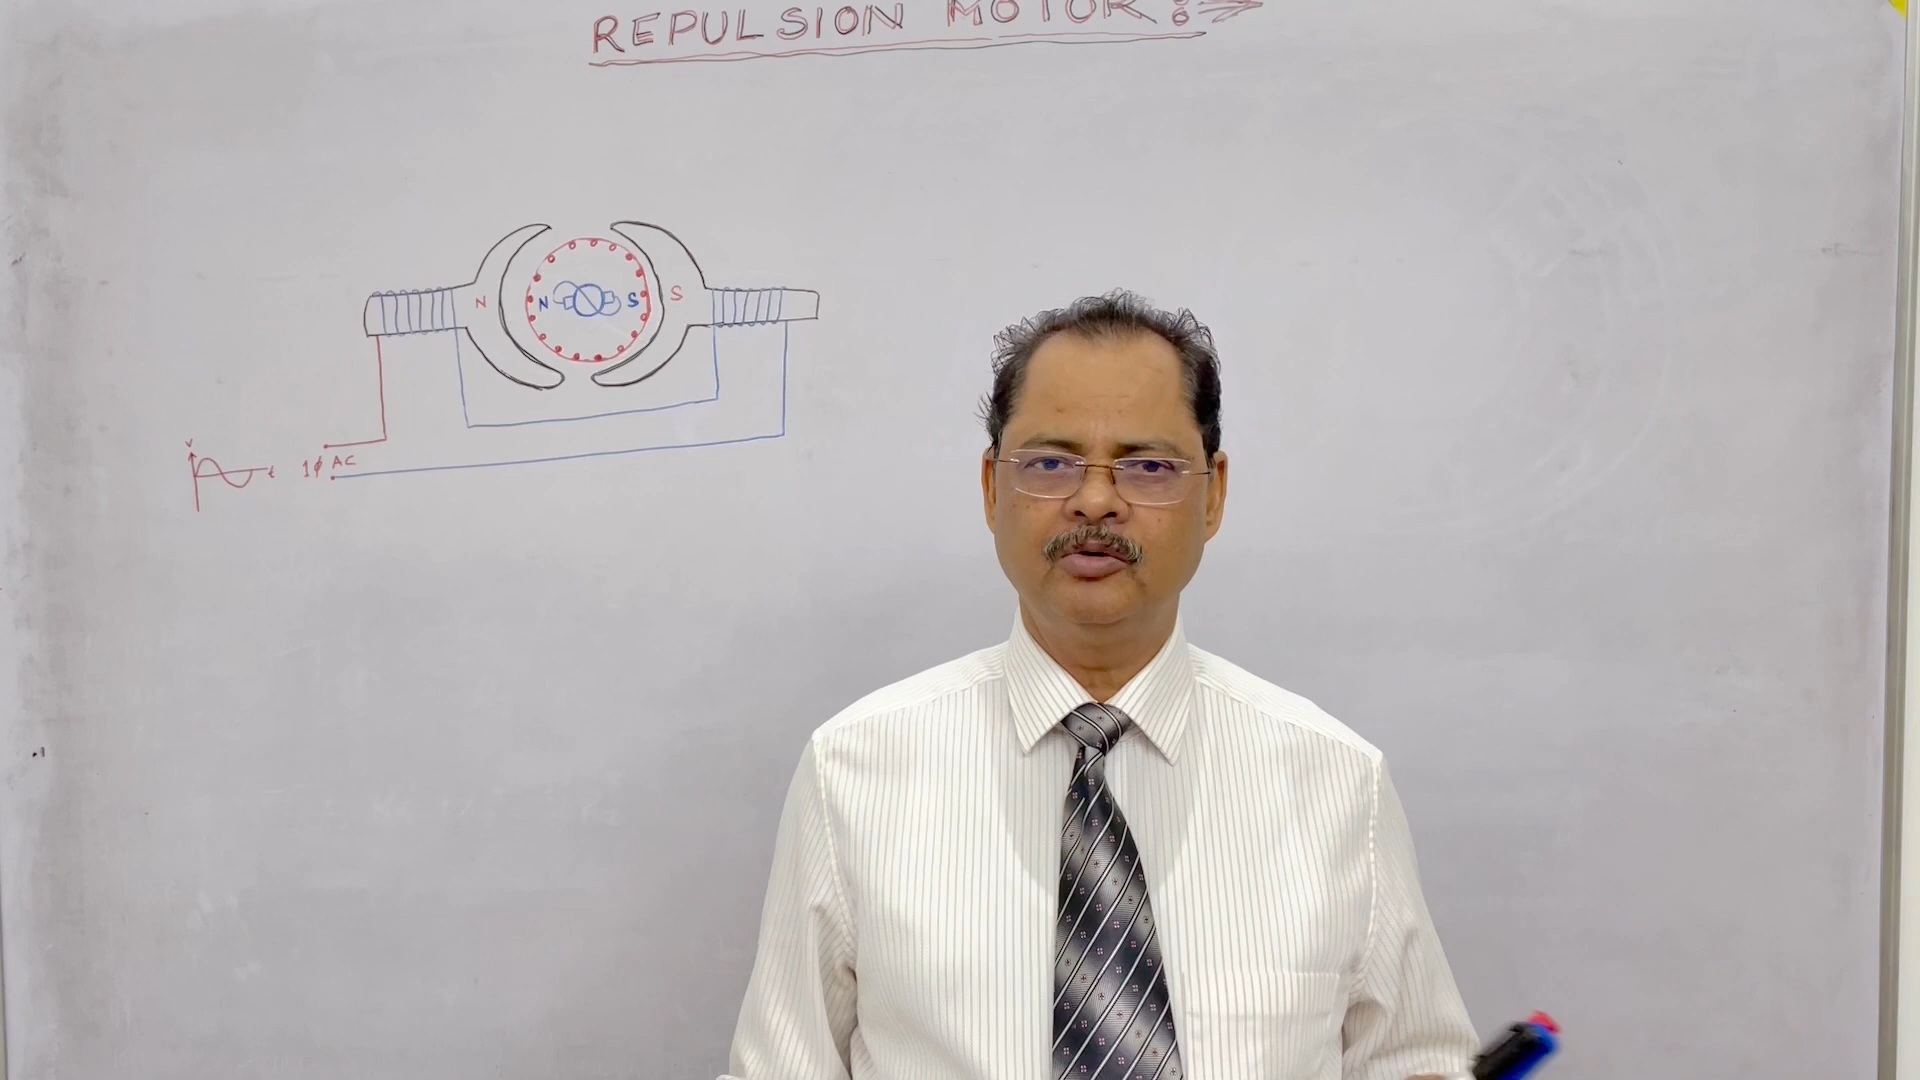 REPULSION MOTOR :→
N N S S
V
t 1φ AC